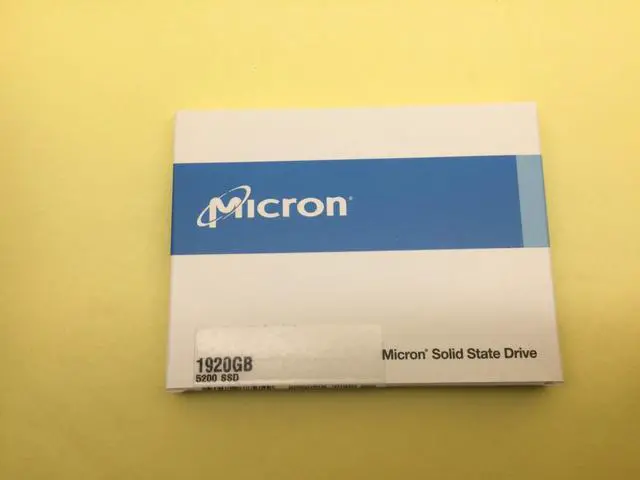 Micron®
1920GB
5200 SSD
Micron® Solid State Drive